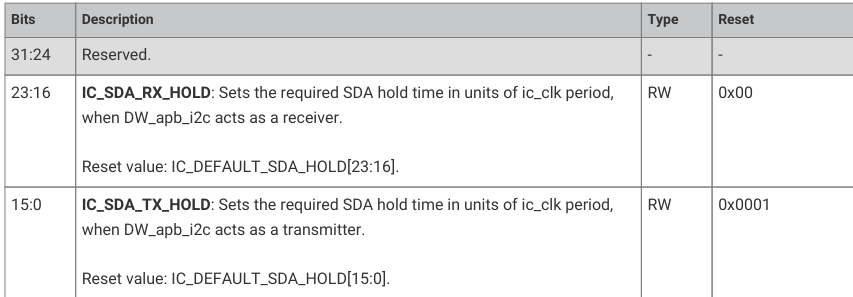 Bits Description Type Reset
31:24 Reserved. - -
23:16 IC_SDA_RX_HOLD: Sets the required SDA hold time in units of ic_clk period, RW 0x00
when DW_apb_i2c acts as a receiver.
Reset value: IC_DEFAULT_SDA_HOLD[23:16].
15:0 IC_SDA_TX_HOLD: Sets the required SDA hold time in units of ic_clk period, RW 0x0001
when DW_apb_i2c acts as a transmitter.
Reset value: IC_DEFAULT_SDA_HOLD[15:0].